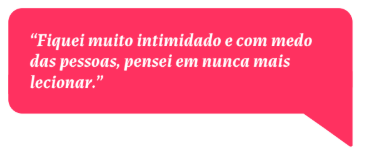 “Fiquei muito intimidado e com medo
das pessoas, pensei em nunca mais
lecionar.”